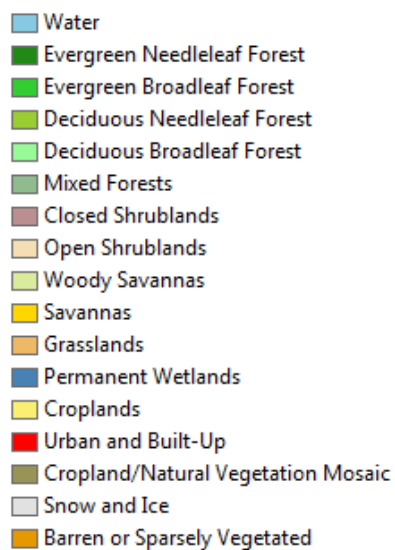 Water
Evergreen Needleleaf Forest
Evergreen Broadleaf Forest
Deciduous Needleleaf Forest
Deciduous Broadleaf Forest
Mixed Forests
Closed Shrublands
Open Shrublands
Woody Savannas
Savannas
Grasslands
Permanent Wetlands
Croplands
Urban and Built-Up
Cropland/Natural Vegetation Mosaic
Snow and Ice
Barren or Sparsely Vegetated